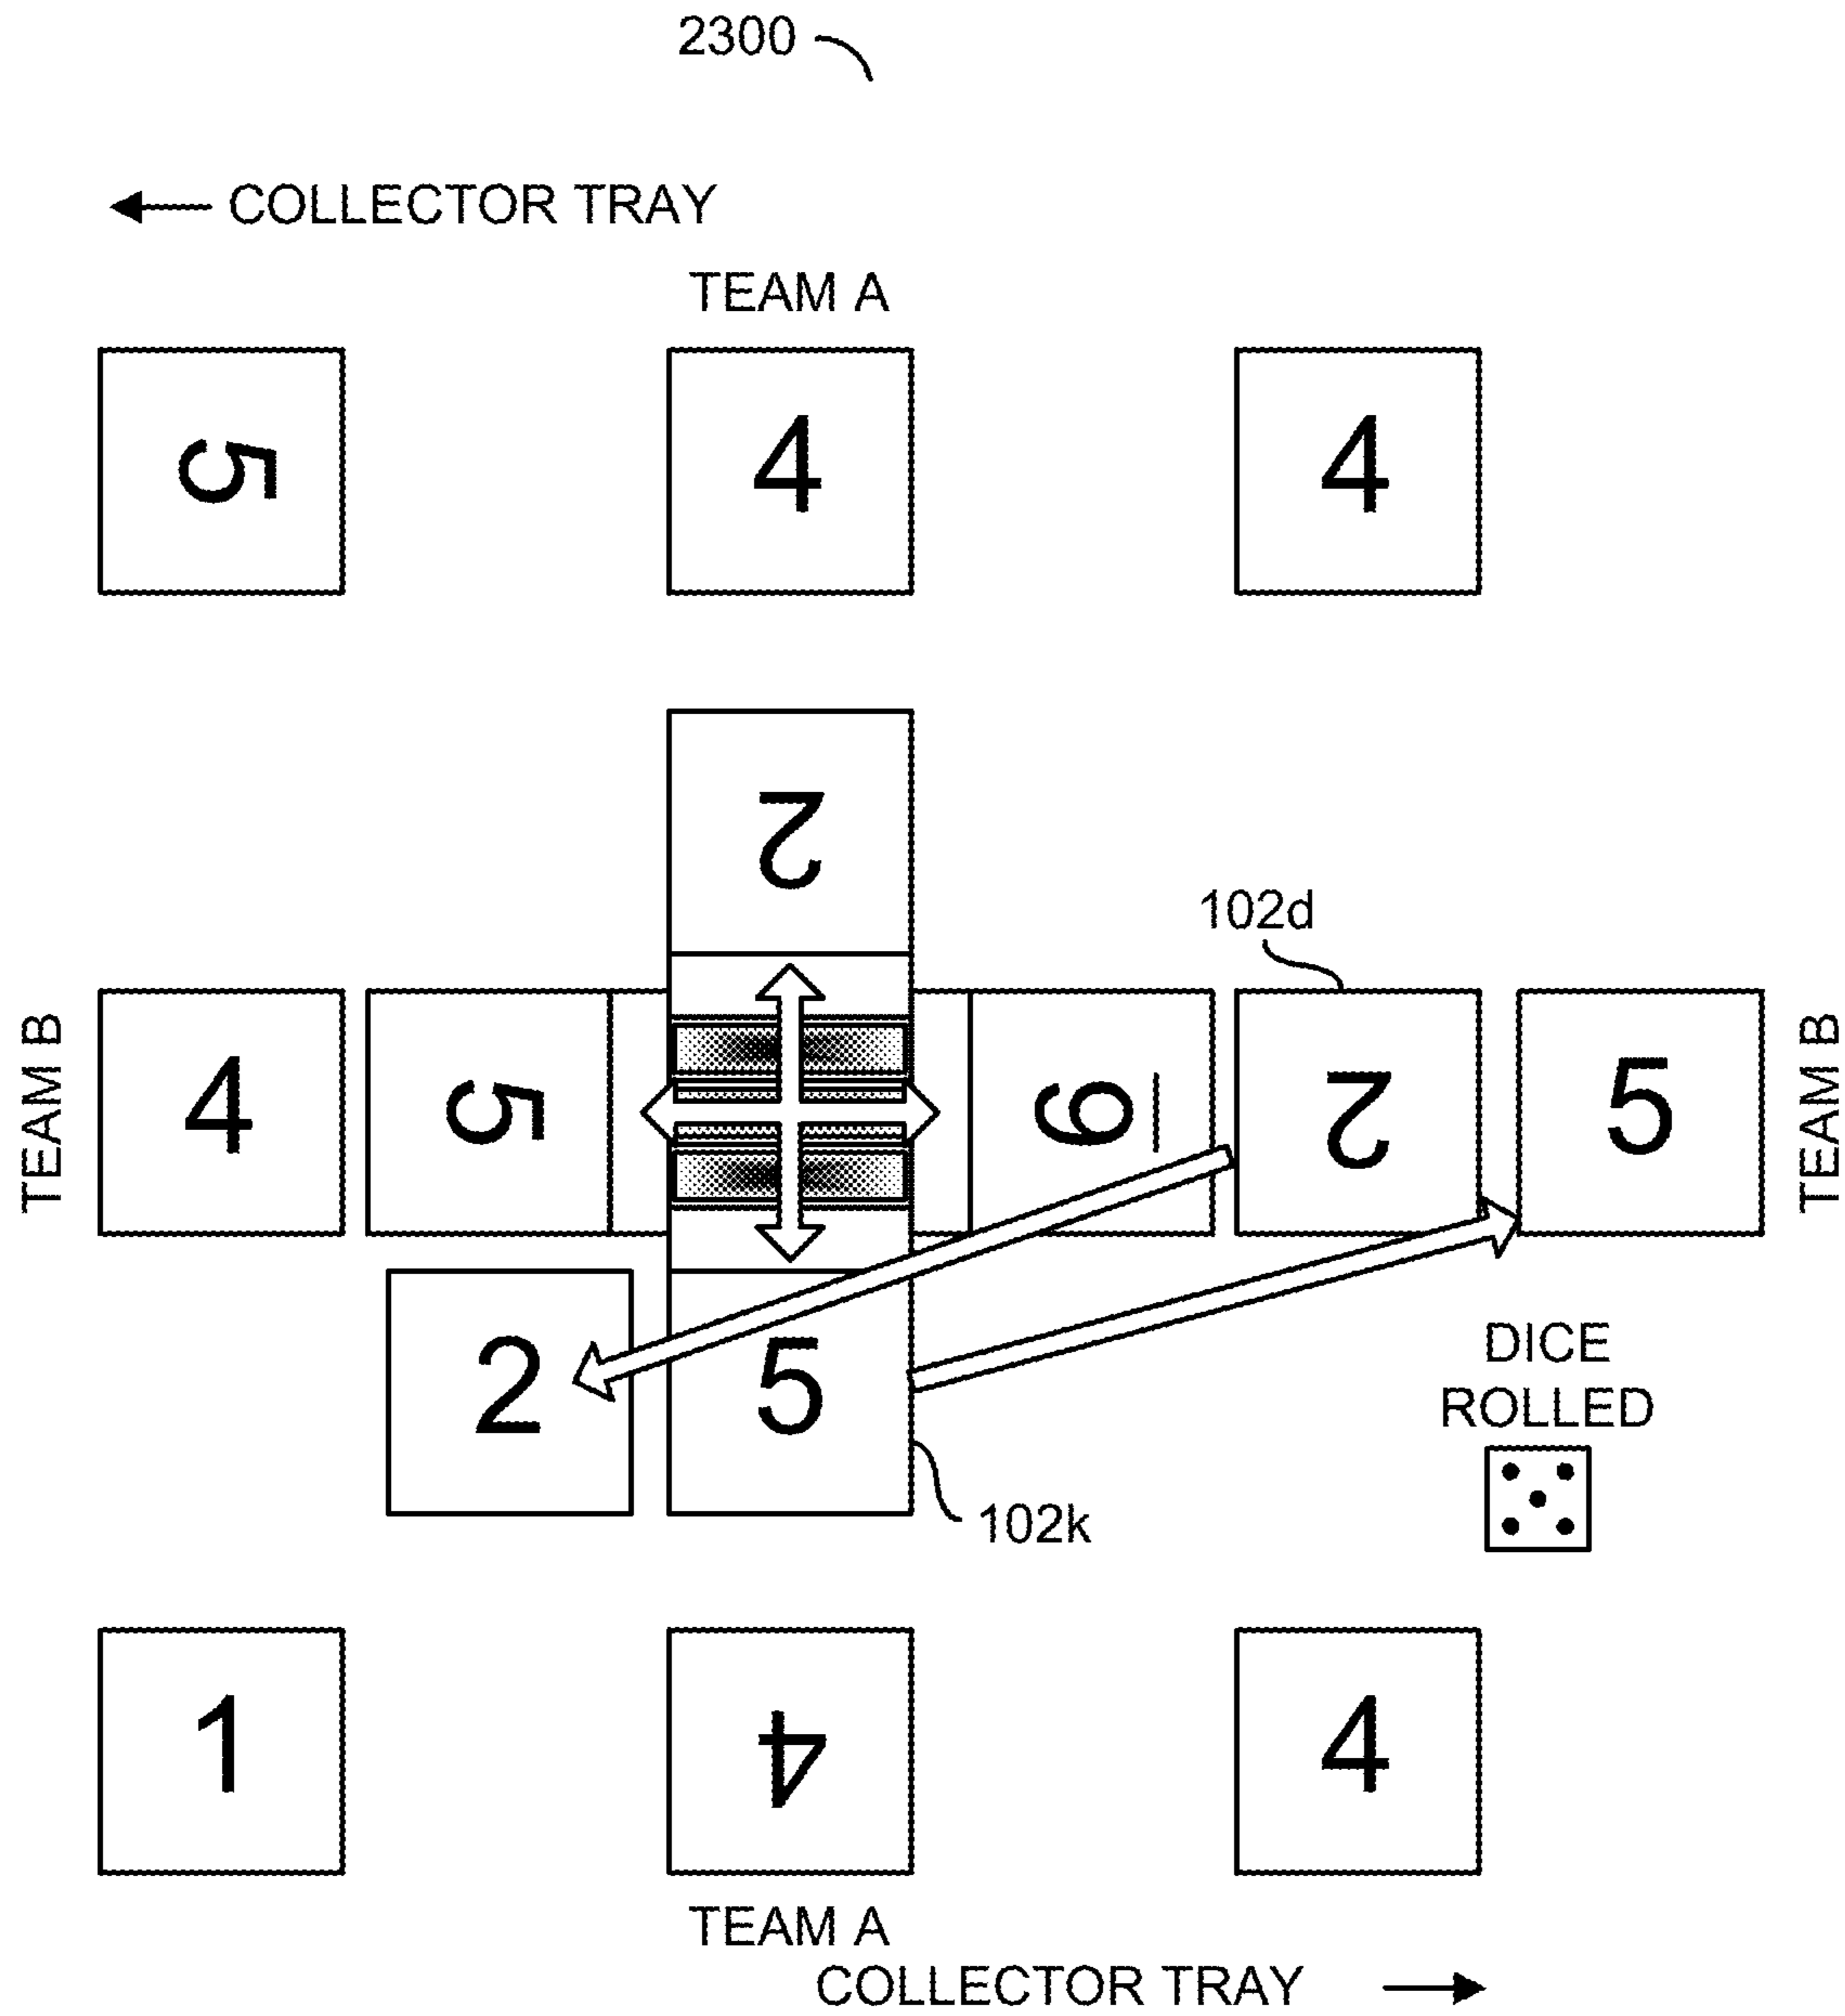 2300
COLLECTOR TRAY
TEAM A
5 4 4
2
102d
TEAM B
4 5 6 2 5
TEAM B
2 5
DICE
ROLLED
102k
1 4 4
TEAM A
COLLECTOR TRAY